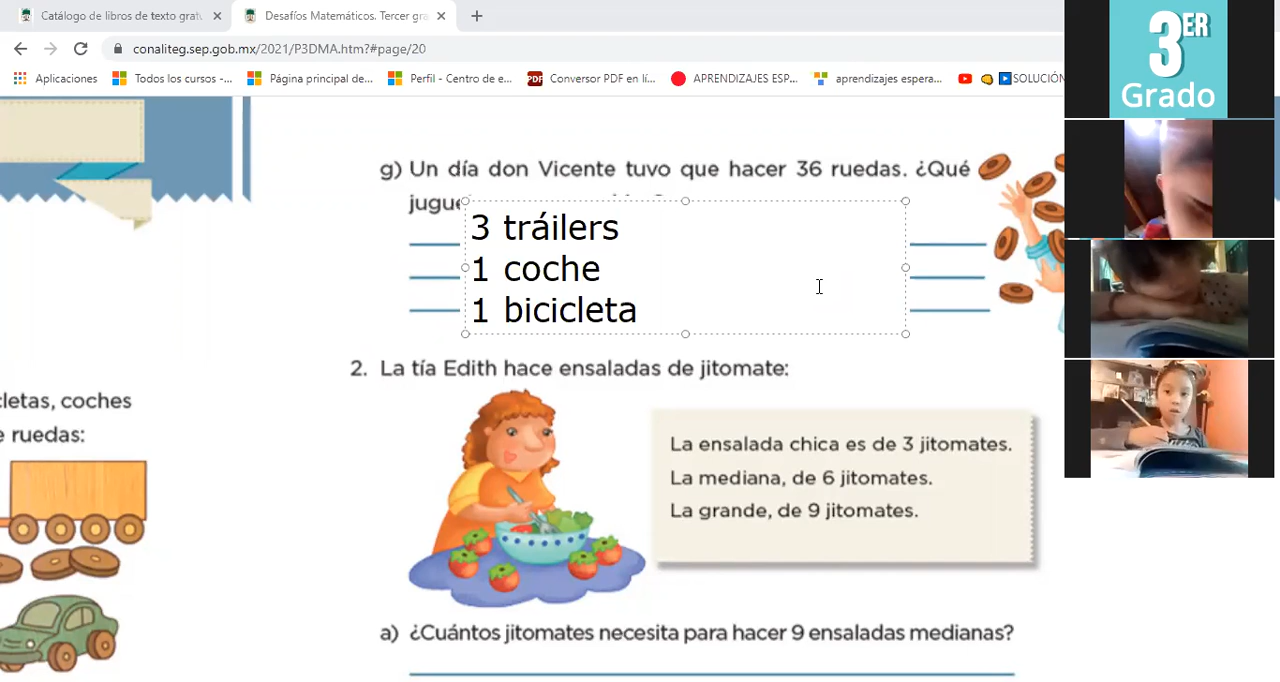 Catálogo de libros de texto gratu
Desafíos Matemáticos. Tercer gra
conaliteg.sep.gob.mx/2021/P3DMA.htm?#page/20
Aplicaciones
Todos los cursos -...
Página principal de...
Perfil - Centro de e...
PDF
Conversor PDF en lí...
APRENDIZAJES ESP...
aprendizajes espera...
SOLUCIÓN
3ER
Grado
g) Un día don Vicente tuvo que hacer 36 ruedas. ¿Qué
jugue
3 tráilers
1 coche
1 bicicleta
2. La tía Edith hace ensaladas de jitomate:
cletas, coches
e ruedas:
La ensalada chica es de 3 jitomates.
La mediana, de 6 jitomates.
La grande, de 9 jitomates.
a) ¿Cuántos jitomates necesita para hacer 9 ensaladas medianas?